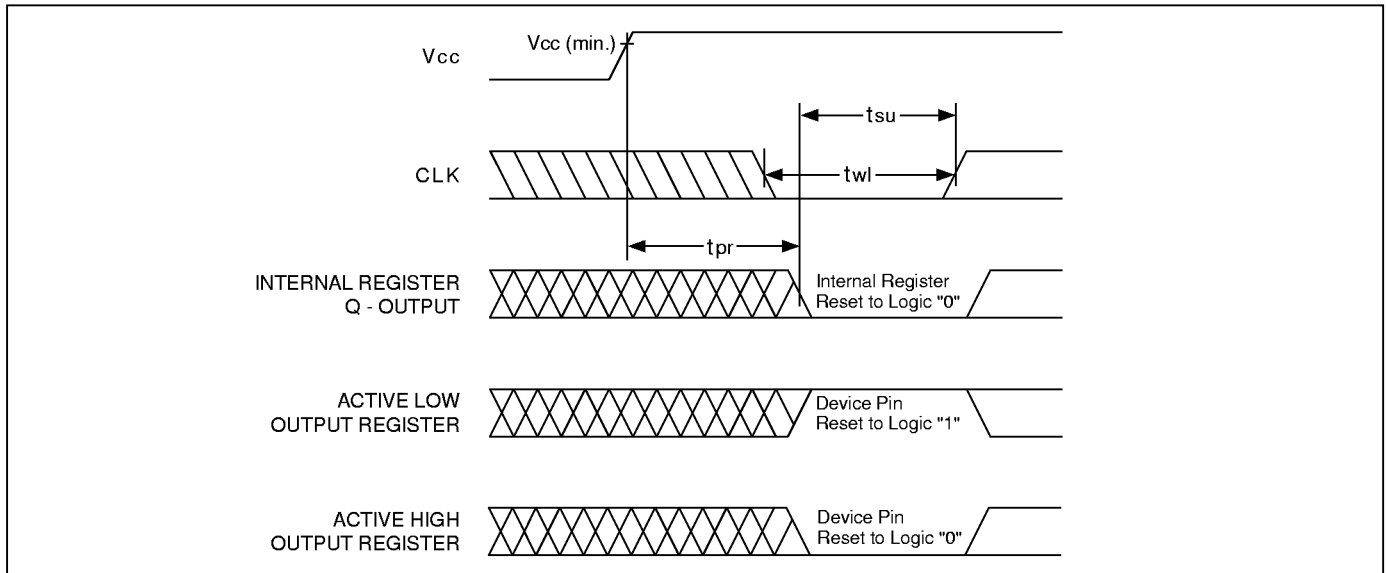 Vcc
Vcc (min.)
tsu
CLK
twl
tpr
INTERNAL REGISTER
Q - OUTPUT
Internal Register
Reset to Logic "0"
ACTIVE LOW
OUTPUT REGISTER
Device Pin
Reset to Logic "1"
ACTIVE HIGH
OUTPUT REGISTER
Device Pin
Reset to Logic "0"